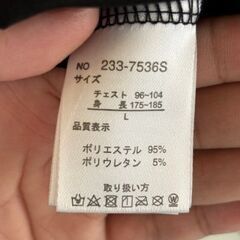 NO 233-7536S
サイズ
チェスト 96~104
身長 175~185
L
品質表示
ポリエステル 95%
ポリウレタン 5%
取り扱い方